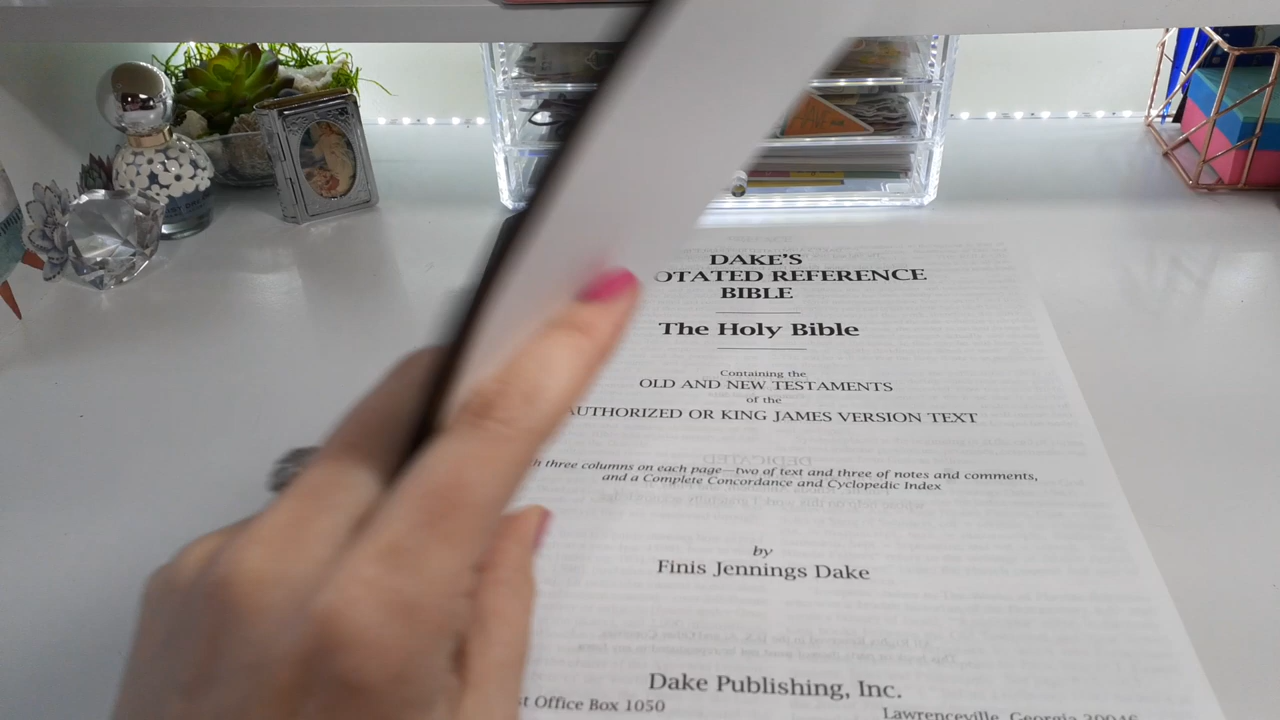 DAKE'S
OTATED REFERENCE
BIBLE
The Holy Bible
Containing the
OLD AND NEW TESTAMENTS
of the
AUTHORIZED OR KING JAMES VERSION TEXT
h three columns on each page—two of text and three of notes and comments,
and a Complete Concordance and Cyclopedic Index
by
Finis Jennings Dake
Dake Publishing, Inc.
st Office Box 1050
Lawrenceville, Georgia